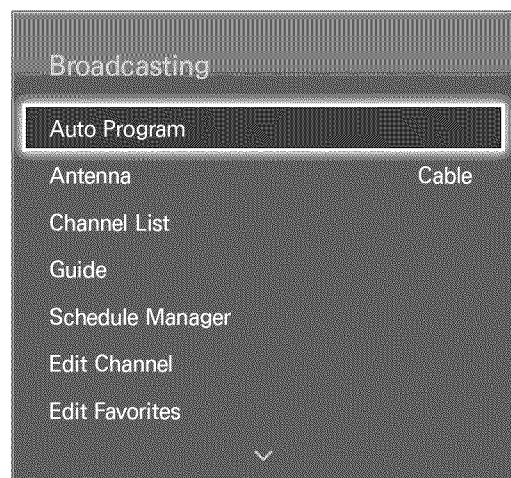 Broadcasting
Auto Program
Antenna Cable
Channel List
Guide
Schedule Manager
Edit Channel
Edit Favorites